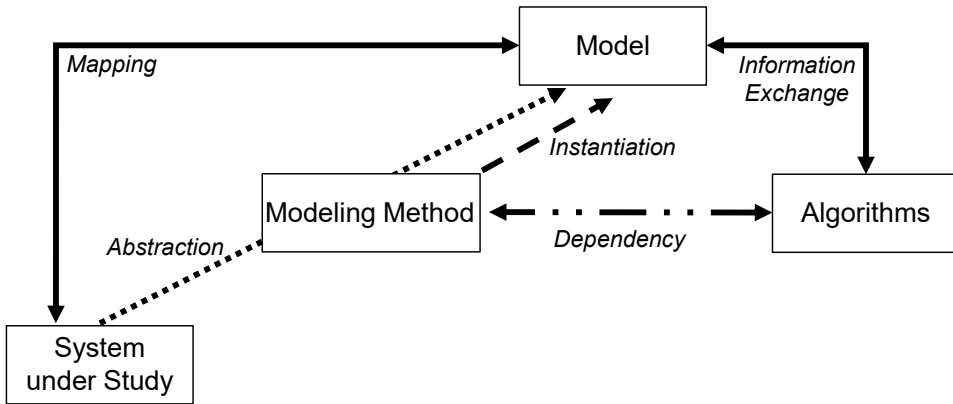 Model
Mapping
Information
Exchange
Instantiation
Modeling Method
Algorithms
Dependency
Abstraction
System
under Study